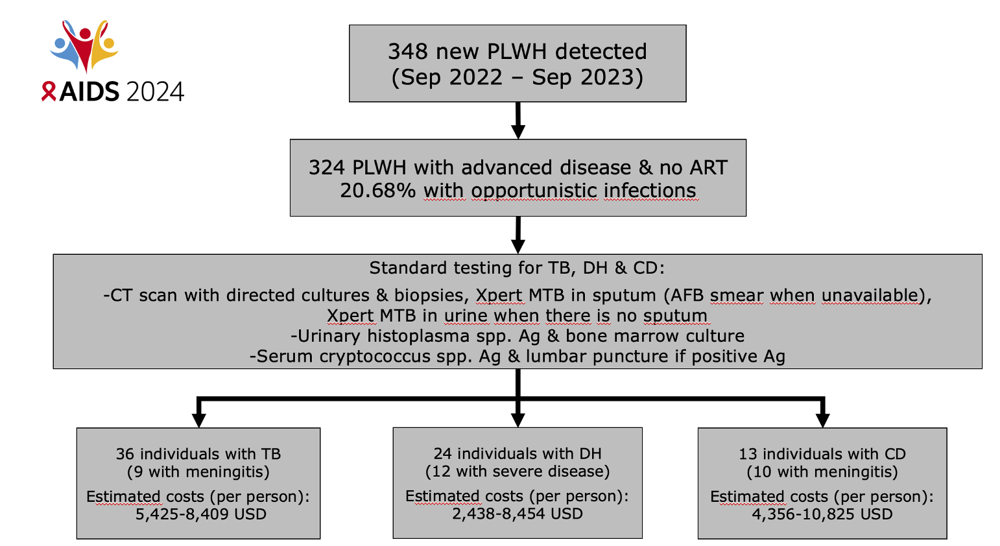 AIDS 2024
348 new PLWH detected
(Sep 2022 – Sep 2023)
324 PLWH with advanced disease & no ART
20.68% with opportunistic infections
Standard testing for TB, DH & CD:
-CT scan with directed cultures & biopsies, Xpert MTB in sputum (AFB smear when unavailable),
Xpert MTB in urine when there is no sputum
-Urinary histoplasma spp. Ag & bone marrow culture
-Serum cryptococcus spp. Ag & lumbar puncture if positive Ag
36 individuals with TB
(9 with meningitis)
Estimated costs (per person):
5,425-8,409 USD
24 individuals with DH
(12 with severe disease)
Estimated costs (per person):
2,438-8,454 USD
13 individuals with CD
(10 with meningitis)
Estimated costs (per person):
4,356-10,825 USD